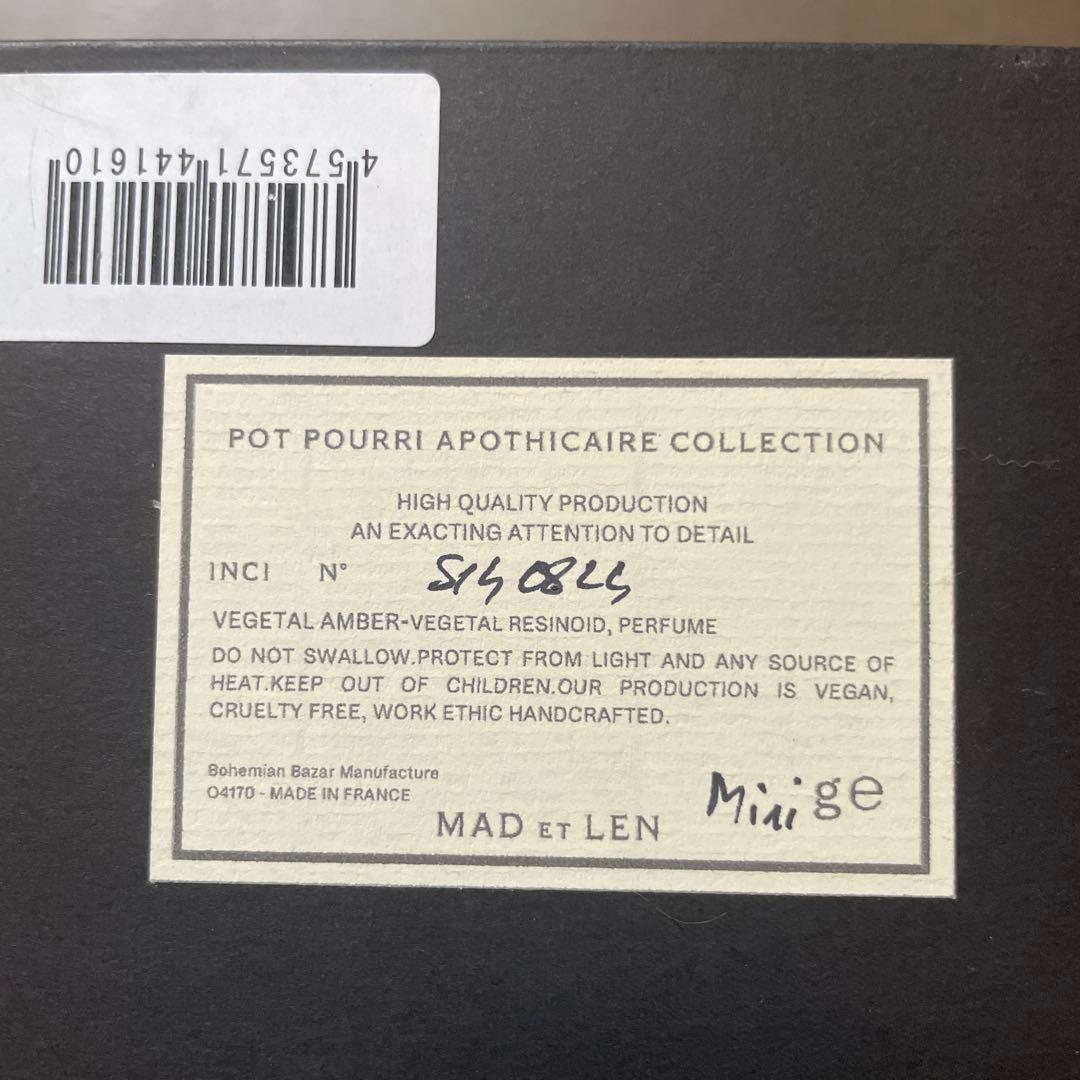 4573571441610
POT POURRI APOTHICAIRE COLLECTION
HIGH QUALITY PRODUCTION
AN EXACTING ATTENTION TO DETAIL
INCI N°
VEGETAL AMBER-VEGETAL RESINOID, PERFUME
DO NOT SWALLOW.PROTECT FROM LIGHT AND ANY SOURCE OF
HEAT.KEEP OUT OF CHILDREN.OUR PRODUCTION IS VEGAN,
CRUELTY FREE, WORK ETHIC HANDCRAFTED.
Bohemian Bazar Manufacture
04170 - MADE IN FRANCE
MAD ET LEN
Mini ge